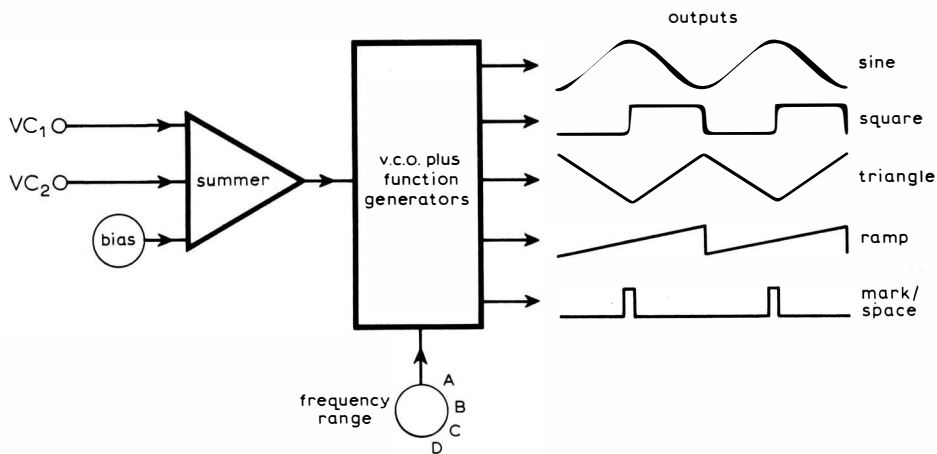 outputs
sine
VC1
square
VC2
summer
v.c.o. plus
function
generators
triangle
bias
ramp
mark/
space
frequency
range
A
B
C
D